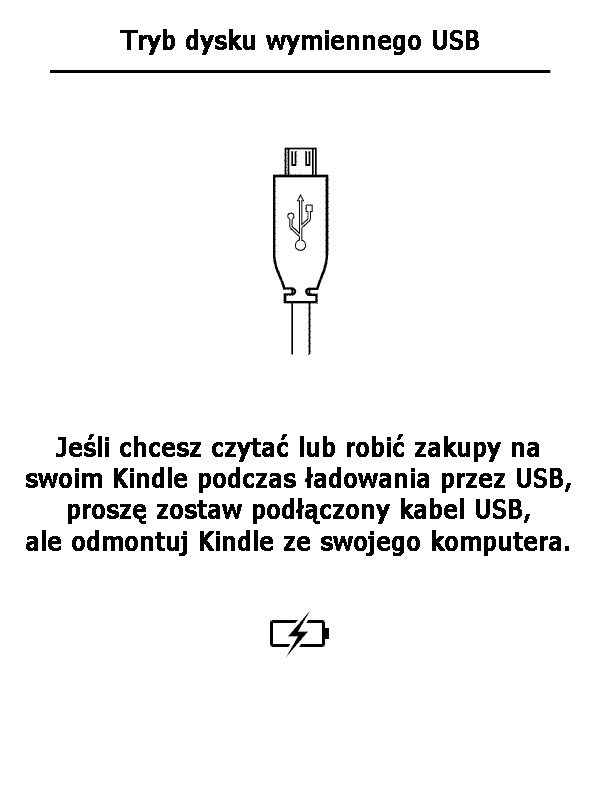 Tryb dysku wymiennego USB
Jeśli chcesz czytać lub robić zakupy na
swoim Kindle podczas ładowania przez USB,
proszę zostaw podłączony kabel USB,
ale odmontuj Kindle ze swojego komputera.